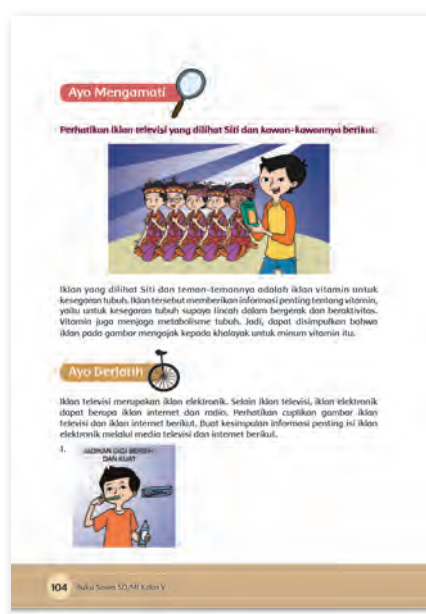 Ayo Mengamati
Perhatikan iklan televisi yang dilihat Siti dan kawan-kawannya berikut.
Iklan yang dilihat Siti dan teman-temannya adalah iklan vitamin untuk
kesegaran tubuh. Iklan tersebut memberikan informasi penting tentang vitamin,
yaitu untuk kesegaran tubuh supaya lincah dalam bergerak dan beraktivitas.
Vitamin juga menjaga metabolisme tubuh. Jadi, dapat disimpulkan bahwa
iklan pada gambar mengajak kepada khalayak untuk minum vitamin itu.
Ayo Berlatih
Iklan televisi merupakan iklan elektronik. Selain iklan televisi, iklan elektronik
dapat berupa iklan internet dan radio. Perhatikan cuplikan gambar iklan
televisi dan iklan internet berikut. Buat kesimpulan informasi penting isi iklan
elektronik melalui media televisi dan internet berikut.
1.
JADIKAN GIGI BERSIH
DAN KUAT
104 Buku Siswa SD/MI Kelas V